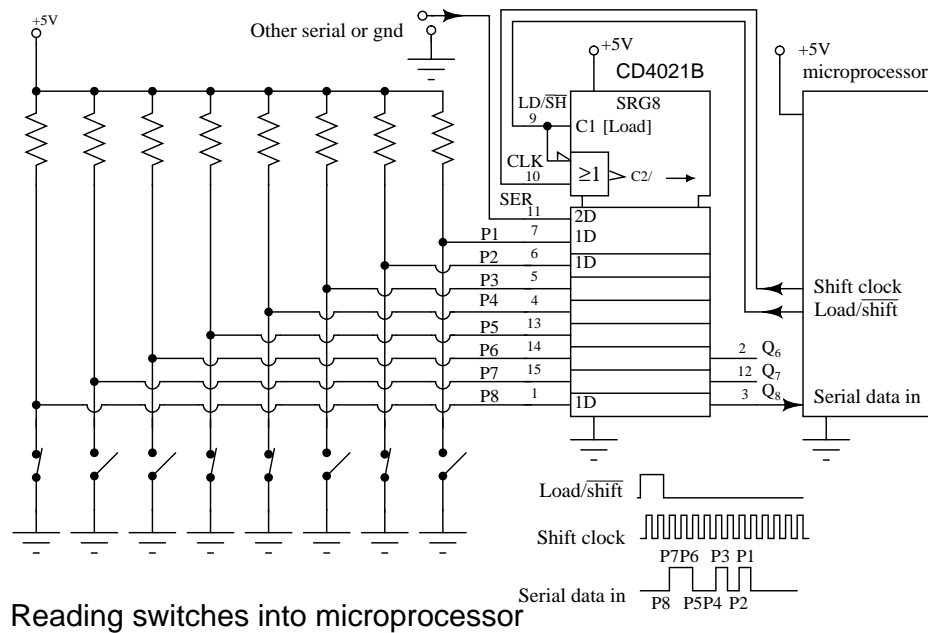 +5V
Other serial or gnd
+5V
CD4021B
+5V
microprocessor
LD/SH
9
SRG8
C1 [Load]
CLK
10
≥1
C2/
SER
11
2D
P1
7
1D
P2
6
1D
P3
5
P4
4
P5
13
P6
14
P7
15
P8
1
1D
2
Q6
12
Q7
3
Q8
Shift clock
Load/shift
Serial data in
Load/shift
Shift clock
P7P6 P3 P1
Serial data in
P8 P5P4 P2
Reading switches into microprocessor